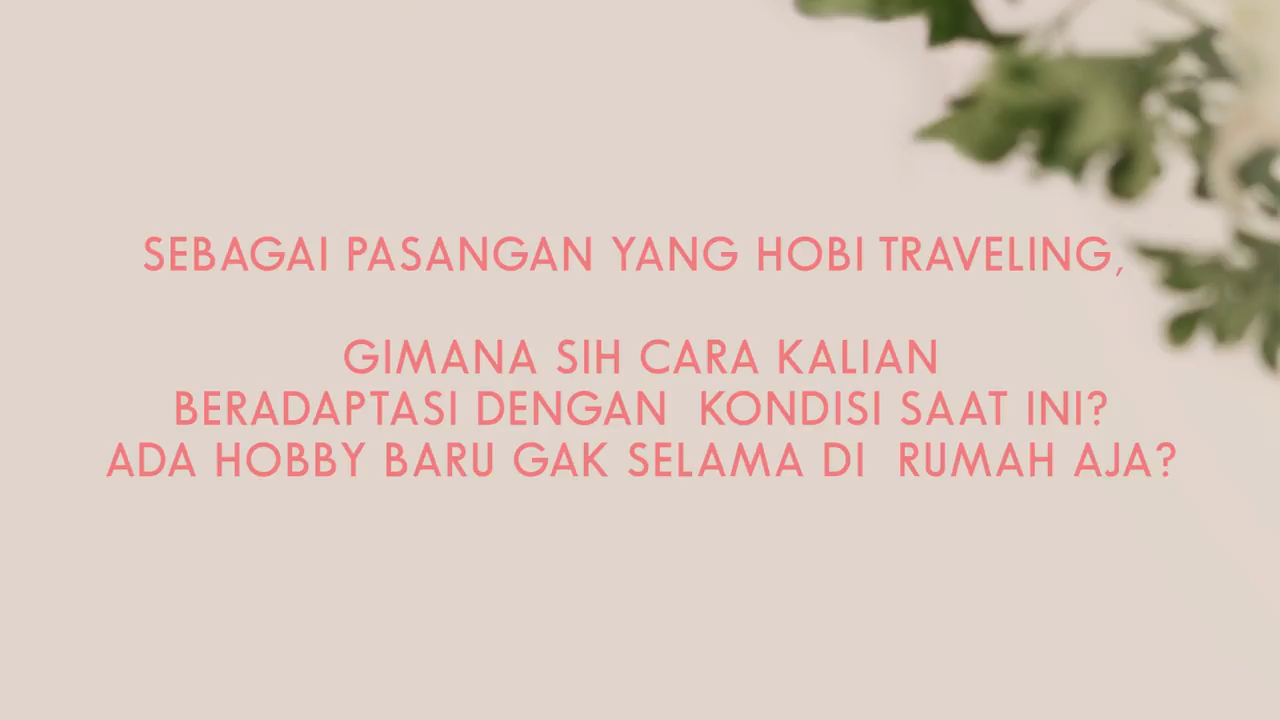 SEBAGAI PASANGAN YANG HOBI TRAVELING,
GIMANA SIH CARA KALIAN
BERADAPTASI DENGAN  KONDISI SAAT INI?
ADA HOBBY BARU GAK SELAMA DI  RUMAH AJA?